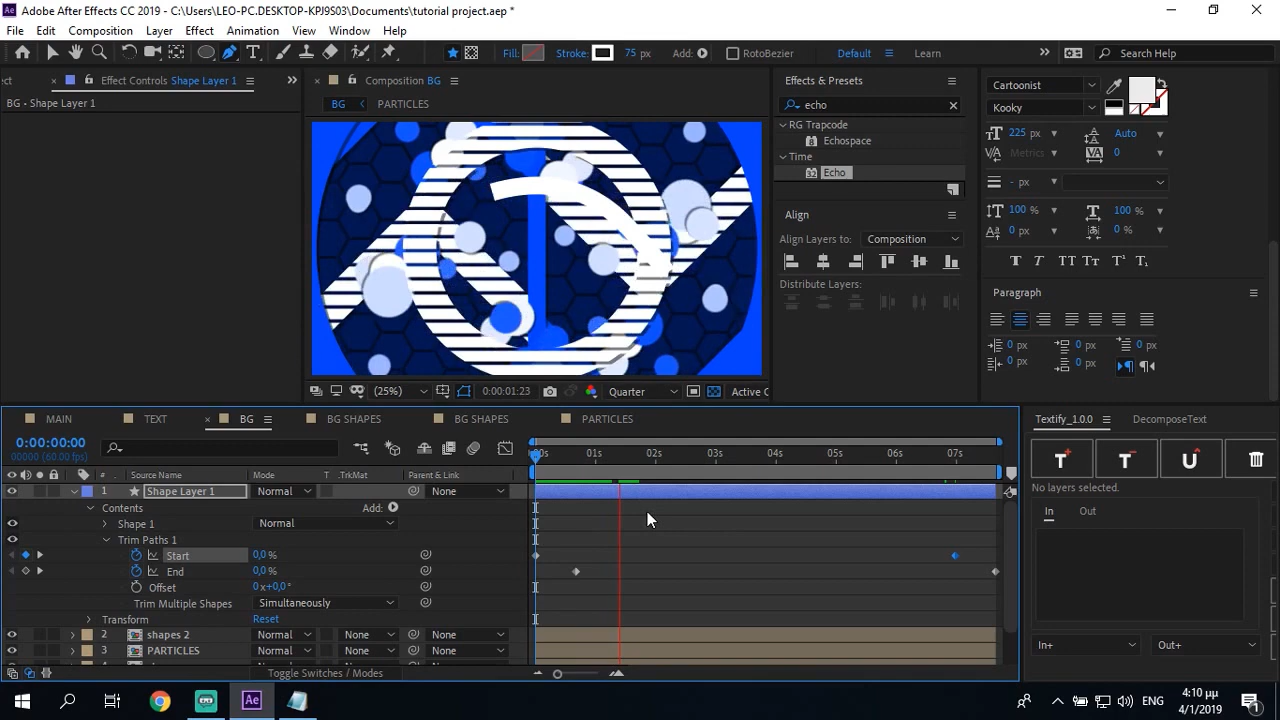 Adobe After Effects CC 2019 - Users\LEO-PC.DESKTOP-KPJ9S03\Documents\tutorial project.aep *
File Edit Composition Layer Effect Animation View Window Help
Fill: Stroke: 75 px Add: RotoBezier Default Learn Search Help
ect Effect Controls Shape Layer 1 Composition BG Effects & Presets Cartoonist
BG - Shape Layer 1 BG PARTICLES echo Kooky
RG Trapcode 225 px Auto
Echospace Metrics 0
Time
Echo - px
100 % 100 %
Align 0 px 0 %
Align Layers to: Composition T T TT Tr T¹ T₁
Distribute Layers: Paragraph
0 px 0 px 0 px
0 px 0 px
(25%) 0:00:01:23 Quarter Active C
MAIN TEXT BG BG SHAPES BG SHAPES PARTICLES Textify_1.0.0 DecomposeText
0:00:00:00
00000 (60.00 fps) :00s 01s 02s 03s 04s 05s 06s 07s T+ T- U
# Source Name Mode T .TrkMat Parent & Link
1 Shape Layer 1 Normal None No layers selected.
Contents Add: In Out
Shape 1 Normal
Trim Paths 1
Start 0,0 %
End 0,0 %
Offset 0 x+0,0 °
Trim Multiple Shapes Simultaneously
Transform Reset
2 shapes 2 Normal None None In+ Out+
3 PARTICLES Normal None None
Toggle Switches / Modes
Ae ENG 4:10 μμ
4/1/2019
1